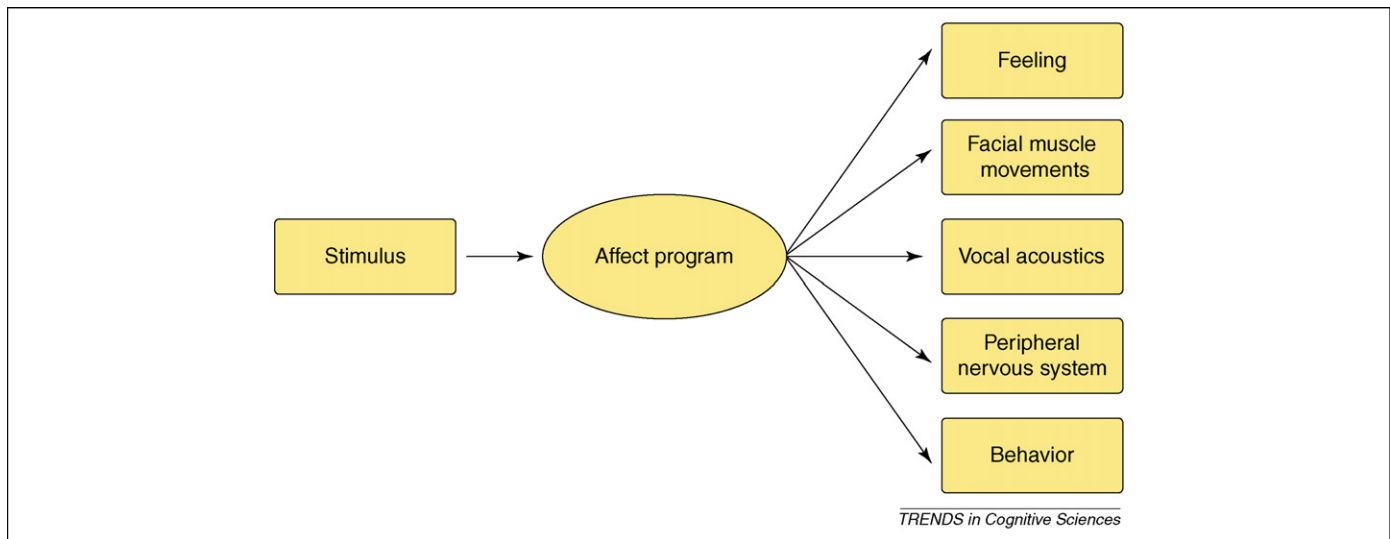 Feeling
Facial muscle
movements
Stimulus
Affect program
Vocal acoustics
Peripheral
nervous system
Behavior
TRENDS in Cognitive Sciences